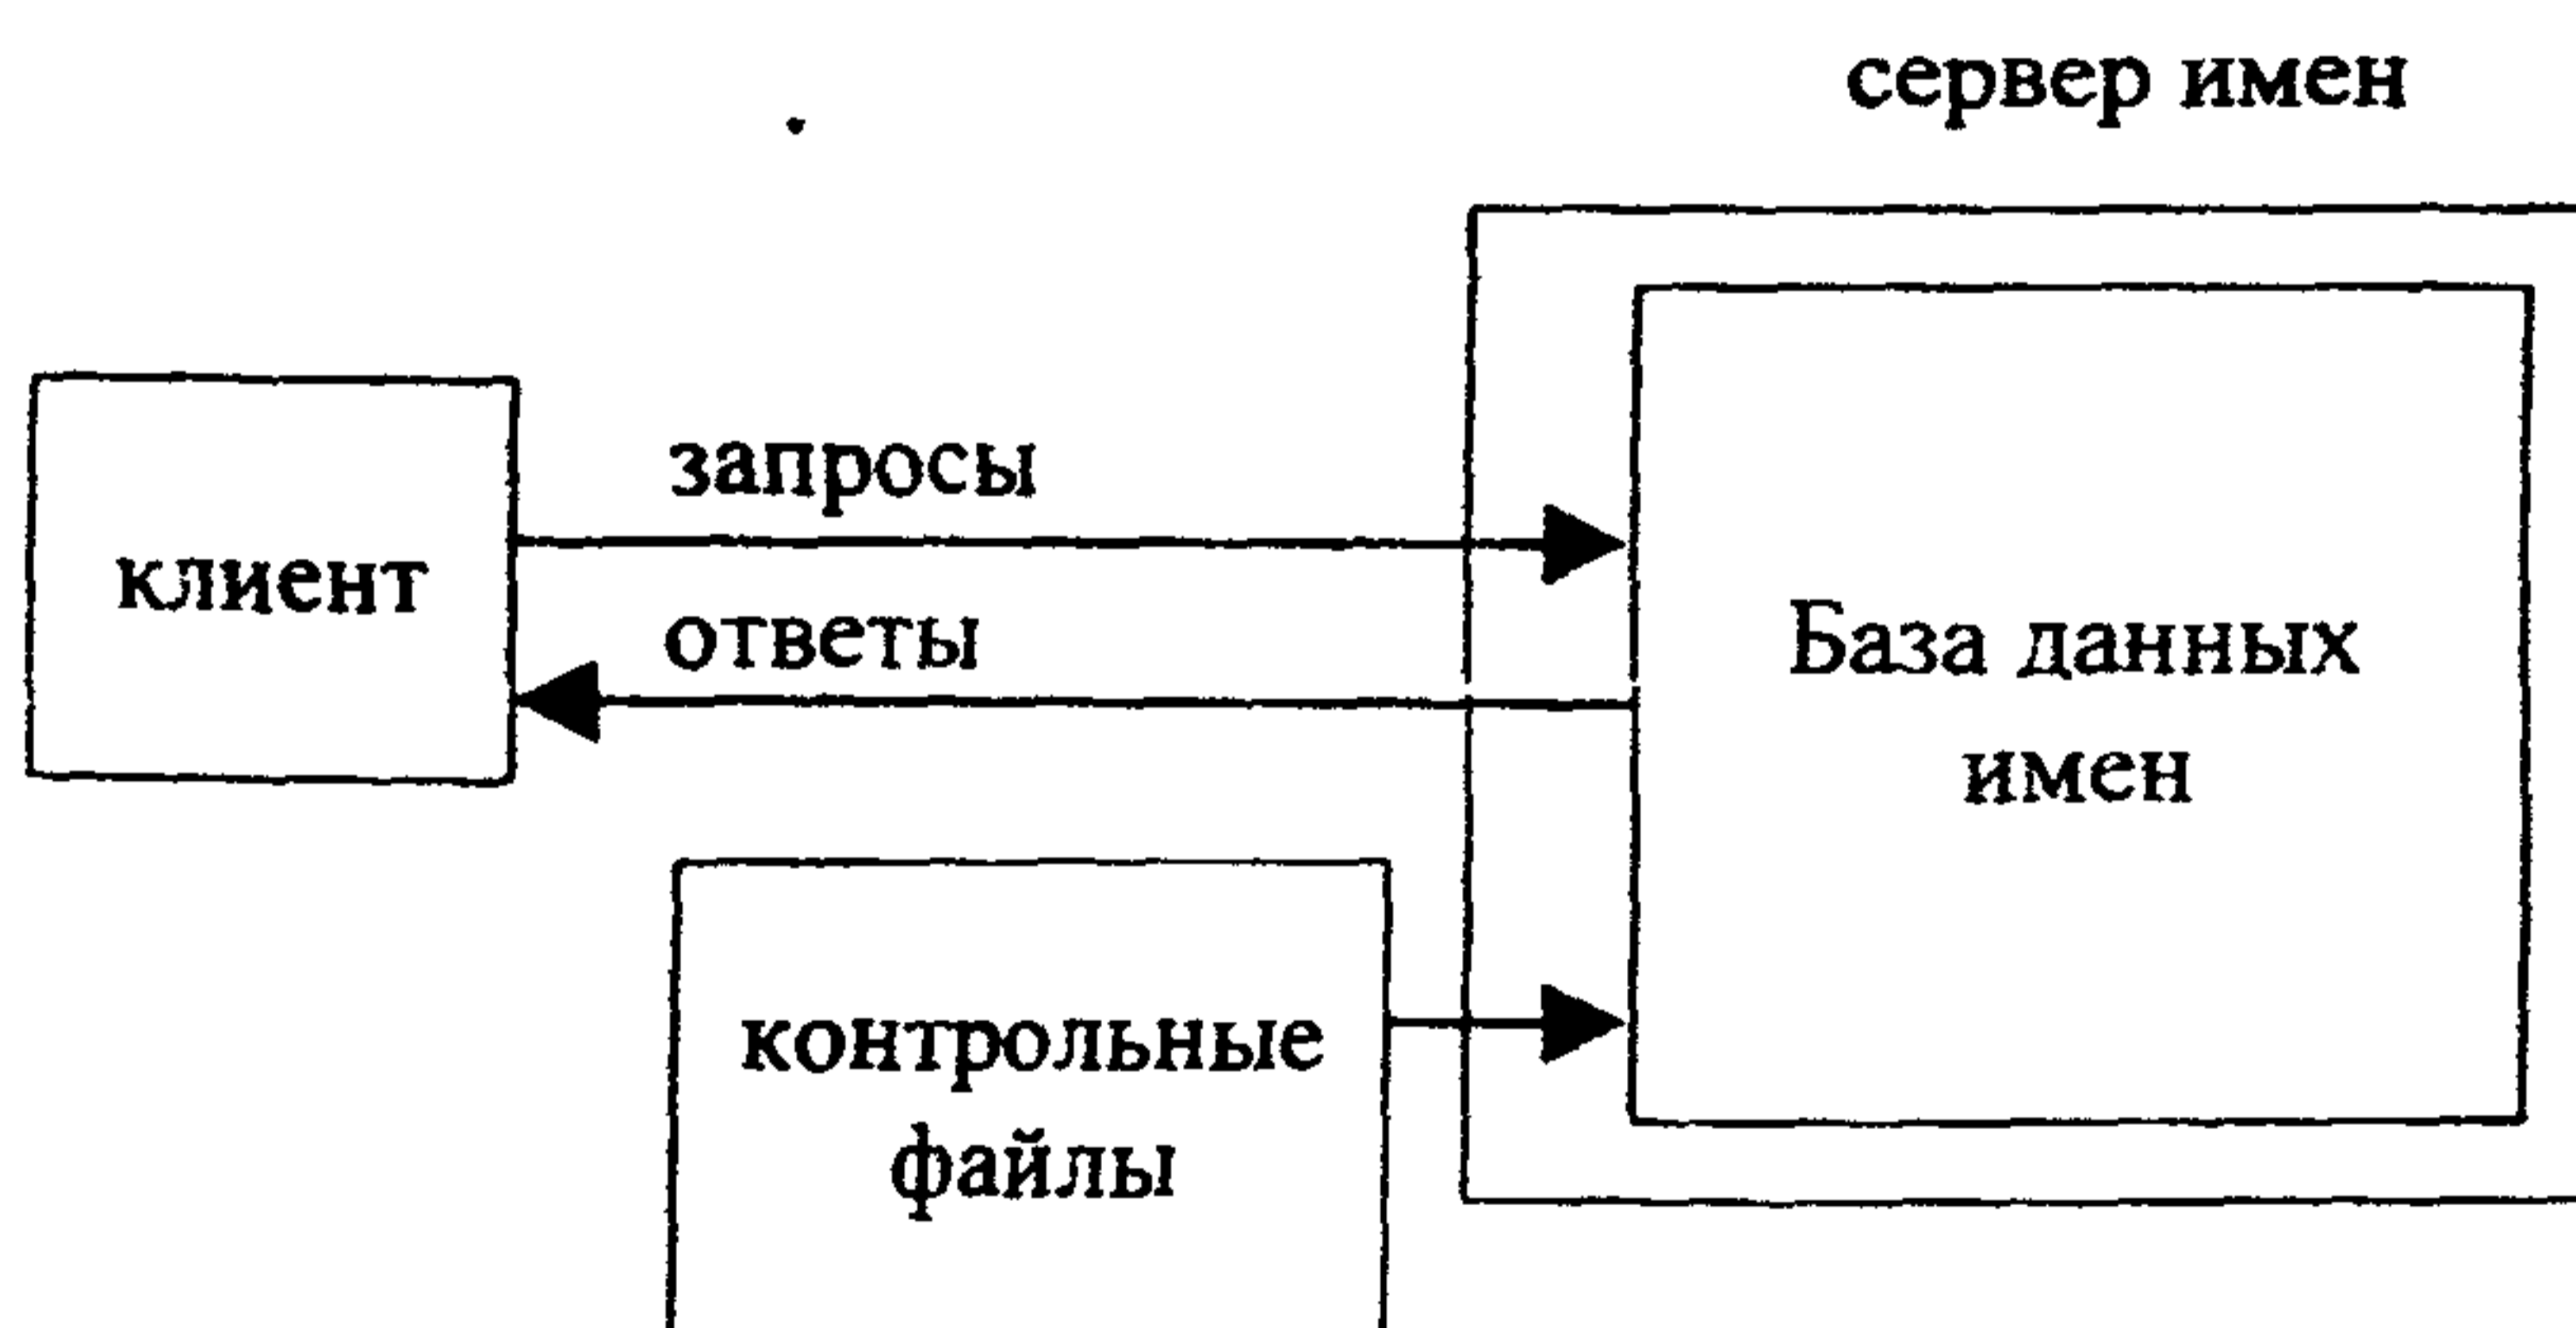 сервер имен
запросы
клиент
ответы
База данных
имен
контрольные
файлы